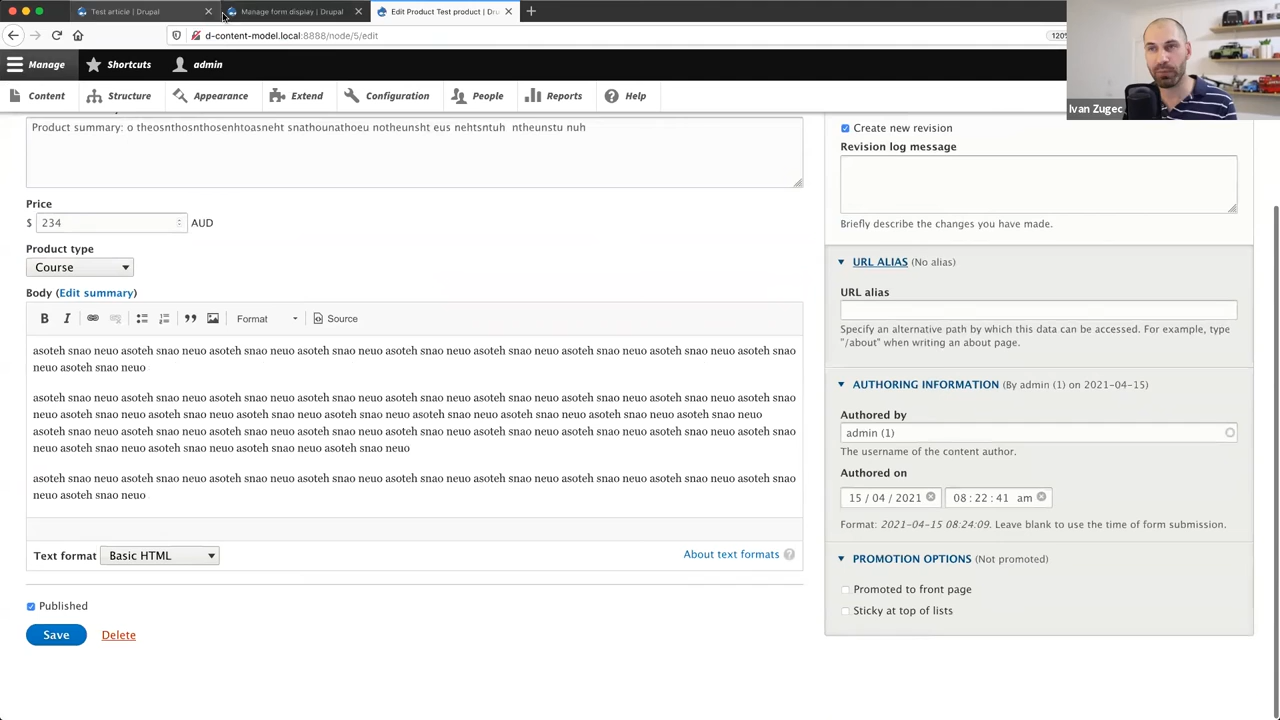 Test article | Drupal
Manage form display | Drupal
Edit Product Test product | Dru
d-content-model.local:8888/node/5/edit
120%
Manage
Shortcuts
admin
Content
Structure
Appearance
Extend
Configuration
People
Reports
Help
Ivan Zugec
Product summary: o theosnthosnthosenhtoasneht snathounathoeu notheunsht eus nehtsntuh ntheunstu nuh
Price
$ 234 AUD
Product type
Course
Body (Edit summary)
B I Format Source
asoteh snao neuo asoteh snao neuo asoteh snao neuo asoteh snao neuo asoteh snao neuo asoteh snao neuo asoteh snao neuo asoteh snao neuo asoteh snao
neuo asoteh snao neuo
asoteh snao neuo asoteh snao neuo asoteh snao neuo asoteh snao neuo asoteh snao neuo asoteh snao neuo asoteh snao neuo asoteh snao neuo asoteh snao
neuo asoteh snao neuo asoteh snao neuo asoteh snao neuo asoteh snao neuo asoteh snao neuo asoteh snao neuo asoteh snao neuo asoteh snao neuo
asoteh snao neuo asoteh snao neuo asoteh snao neuo asoteh snao neuo asoteh snao neuo asoteh snao neuo asoteh snao neuo asoteh snao neuo asoteh snao
neuo asoteh snao neuo asoteh snao neuo asoteh snao neuo asoteh snao neuo
asoteh snao neuo asoteh snao neuo asoteh snao neuo asoteh snao neuo asoteh snao neuo asoteh snao neuo asoteh snao neuo asoteh snao neuo asoteh snao
neuo asoteh snao neuo
Text format Basic HTML
About text formats ?
Published
Save
Delete
Create new revision
Revision log message
Briefly describe the changes you have made.
URL ALIAS (No alias)
URL alias
Specify an alternative path by which this data can be accessed. For example, type
"/about" when writing an about page.
AUTHORING INFORMATION (By admin (1) on 2021-04-15)
Authored by
admin (1)
The username of the content author.
Authored on
15 / 04 / 2021 08 : 22 : 41 am
Format: 2021-04-15 08:24:09. Leave blank to use the time of form submission.
PROMOTION OPTIONS (Not promoted)
Promoted to front page
Sticky at top of lists